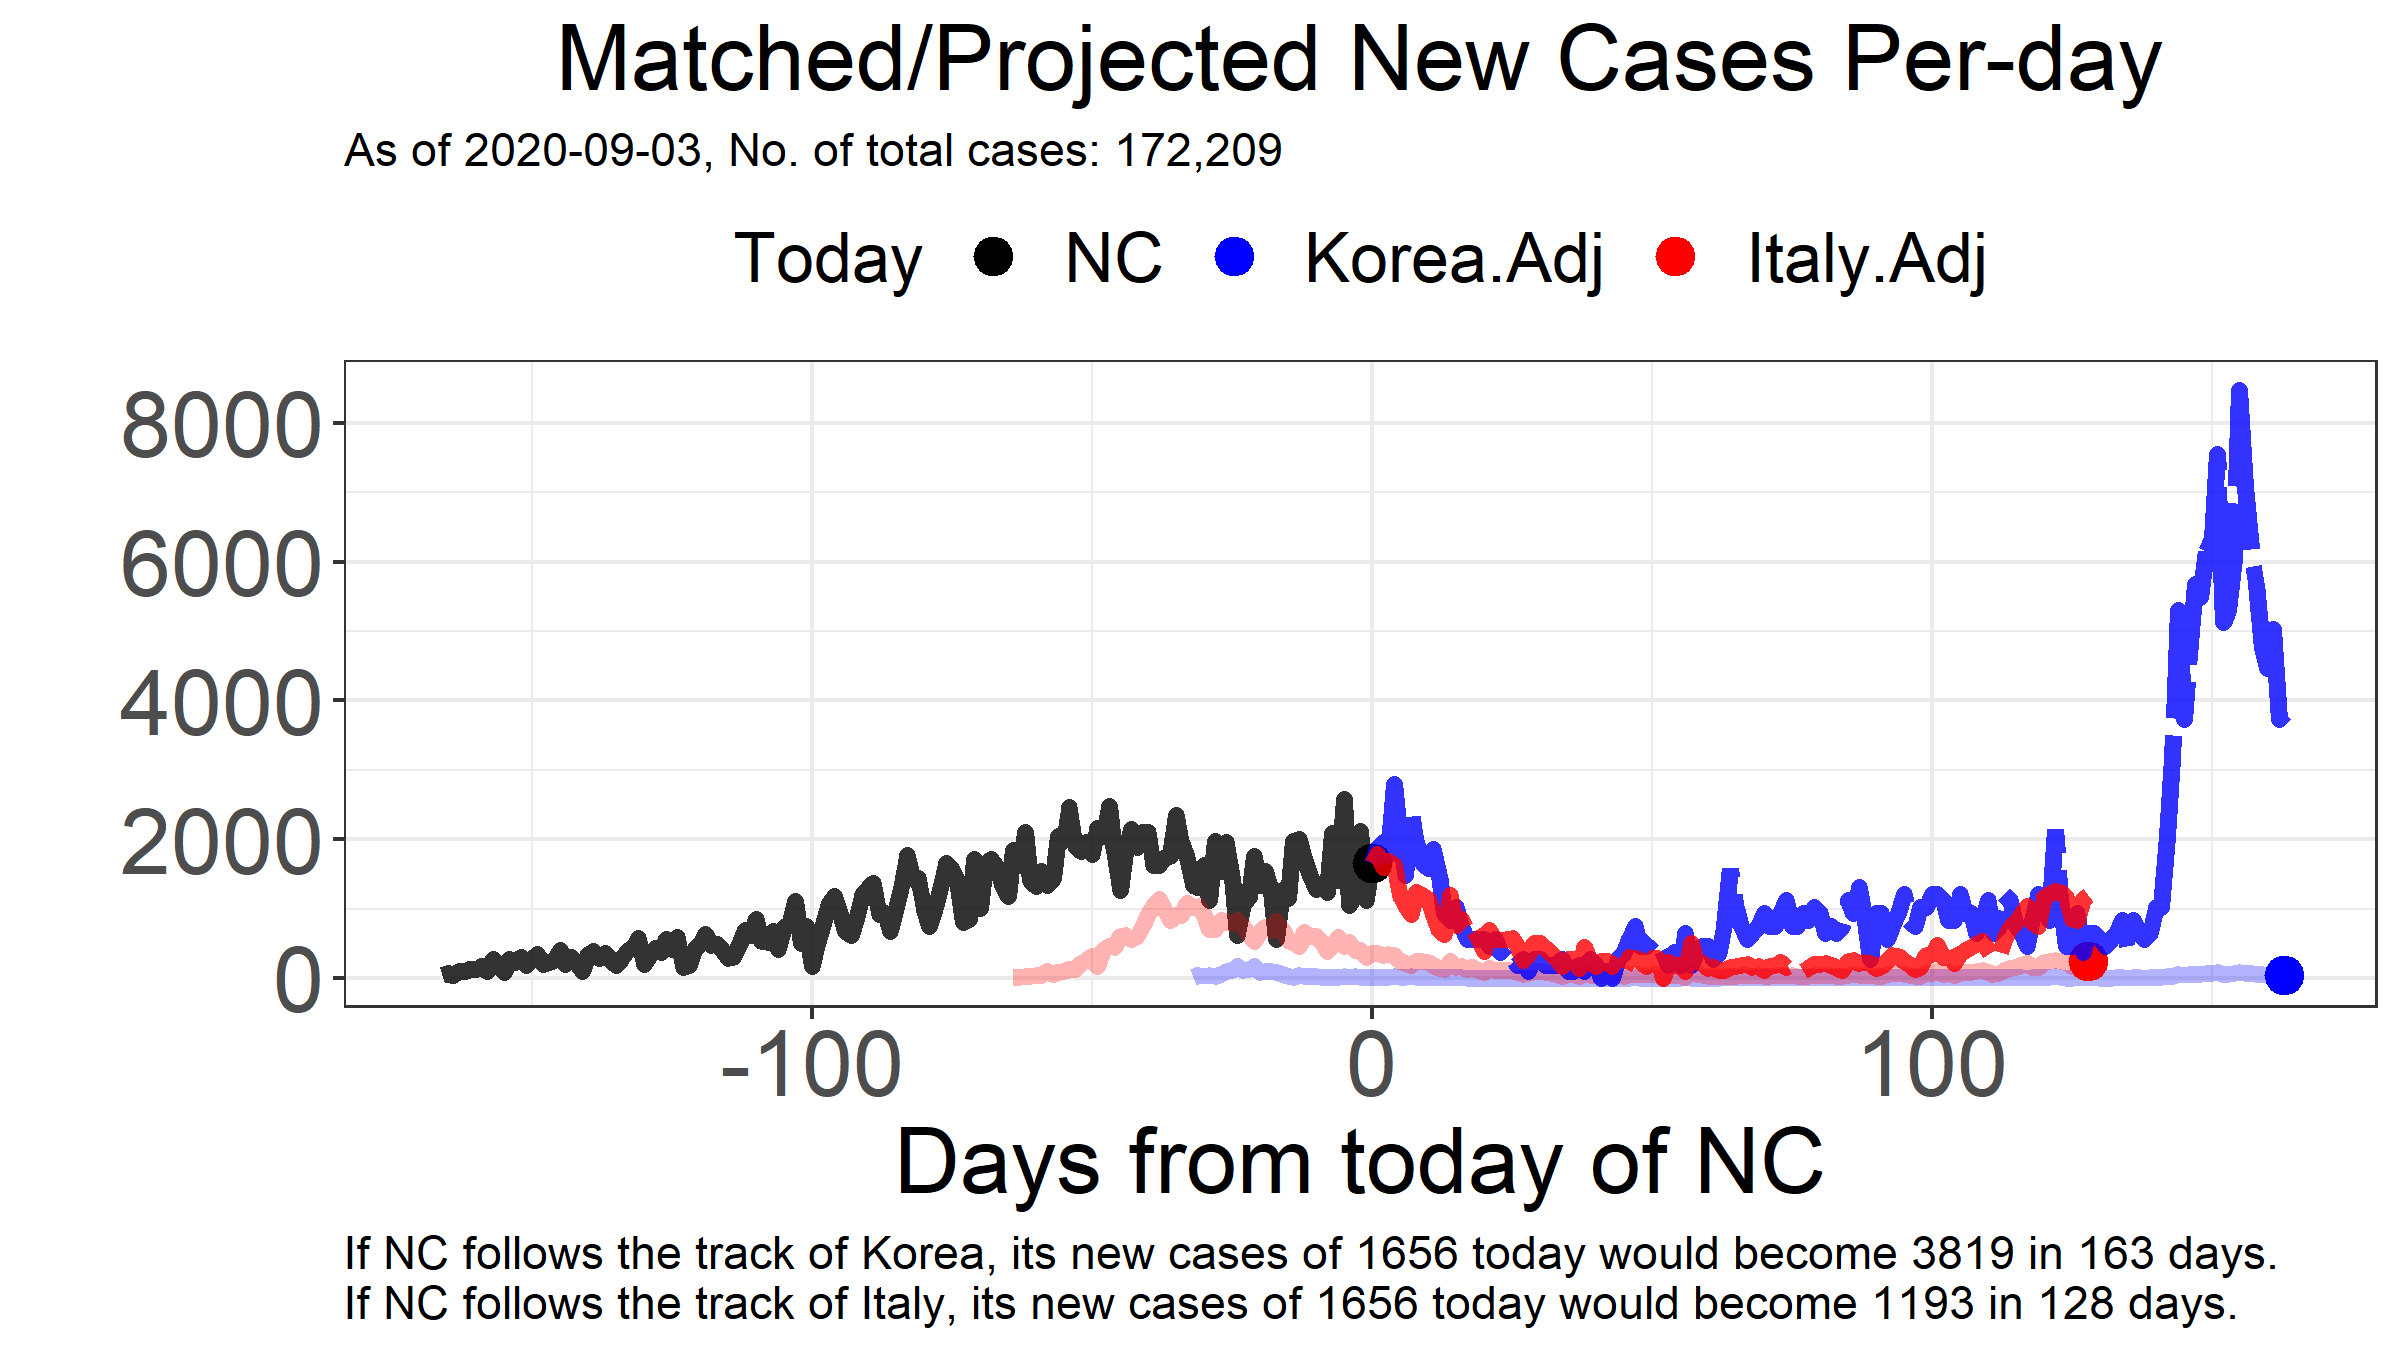 Matched/Projected New Cases Per-day
As of 2020-09-03, No. of total cases: 172,209
Today NC Korea.Adj Italy.Adj
8000
6000
4000
2000
0
-100 0 100
Days from today of NC
If NC follows the track of Korea, its new cases of 1656 today would become 3819 in 163 days.
If NC follows the track of Italy, its new cases of 1656 today would become 1193 in 128 days.